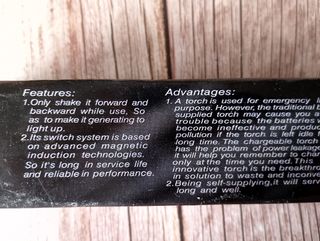 Features:
1.Only shake it forward and
backward while use. So
as to make it generating to
light up.
2.Its switch system is based
on advanced magnetic
induction technologies.
So it's long in service life
and reliable in performance.
Advantages:
1. A torch is used for emergency
purpose. However, the traditional
supplied torch may cause you a
trouble because the batteries
become ineffective and produc
pollution if the torch is left idle f
long time. The chargeable torch
has the problem of power leakage
it will help you remember to char
only at the time you need. This
innovative torch is the breakthr
in solution to waste and inconve
2.Being self-supplying,it will serv
long and well.